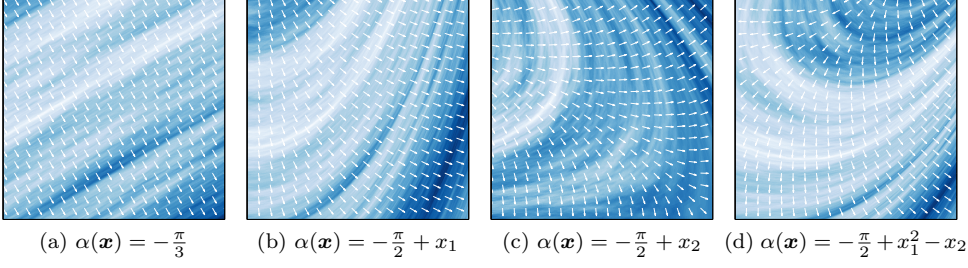 (a) α(𝒙) = −π/3
(b) α(𝒙) = −π/2 + x₁
(c) α(𝒙) = −π/2 + x₂
(d) α(𝒙) = −π/2 + x₁² − x₂